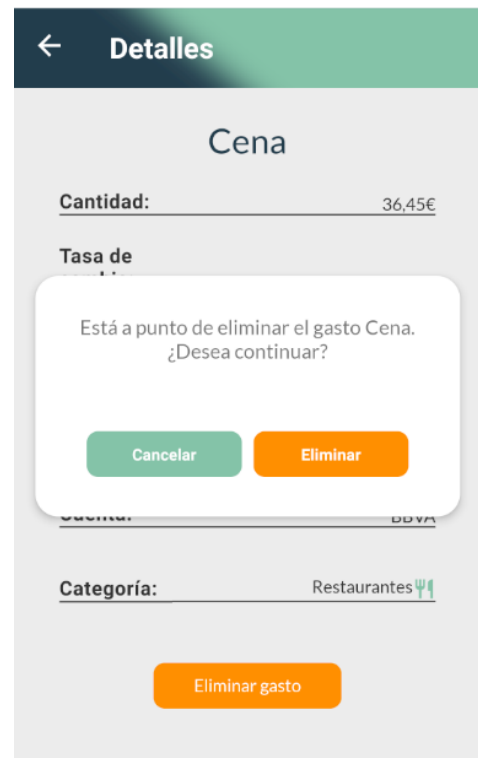 Detalles
Cena
Cantidad: 36,45€
Tasa de
Está a punto de eliminar el gasto Cena.
¿Desea continuar?
Cancelar Eliminar
Cuenta: BBVA
Categoría: Restaurantes
Eliminar gasto